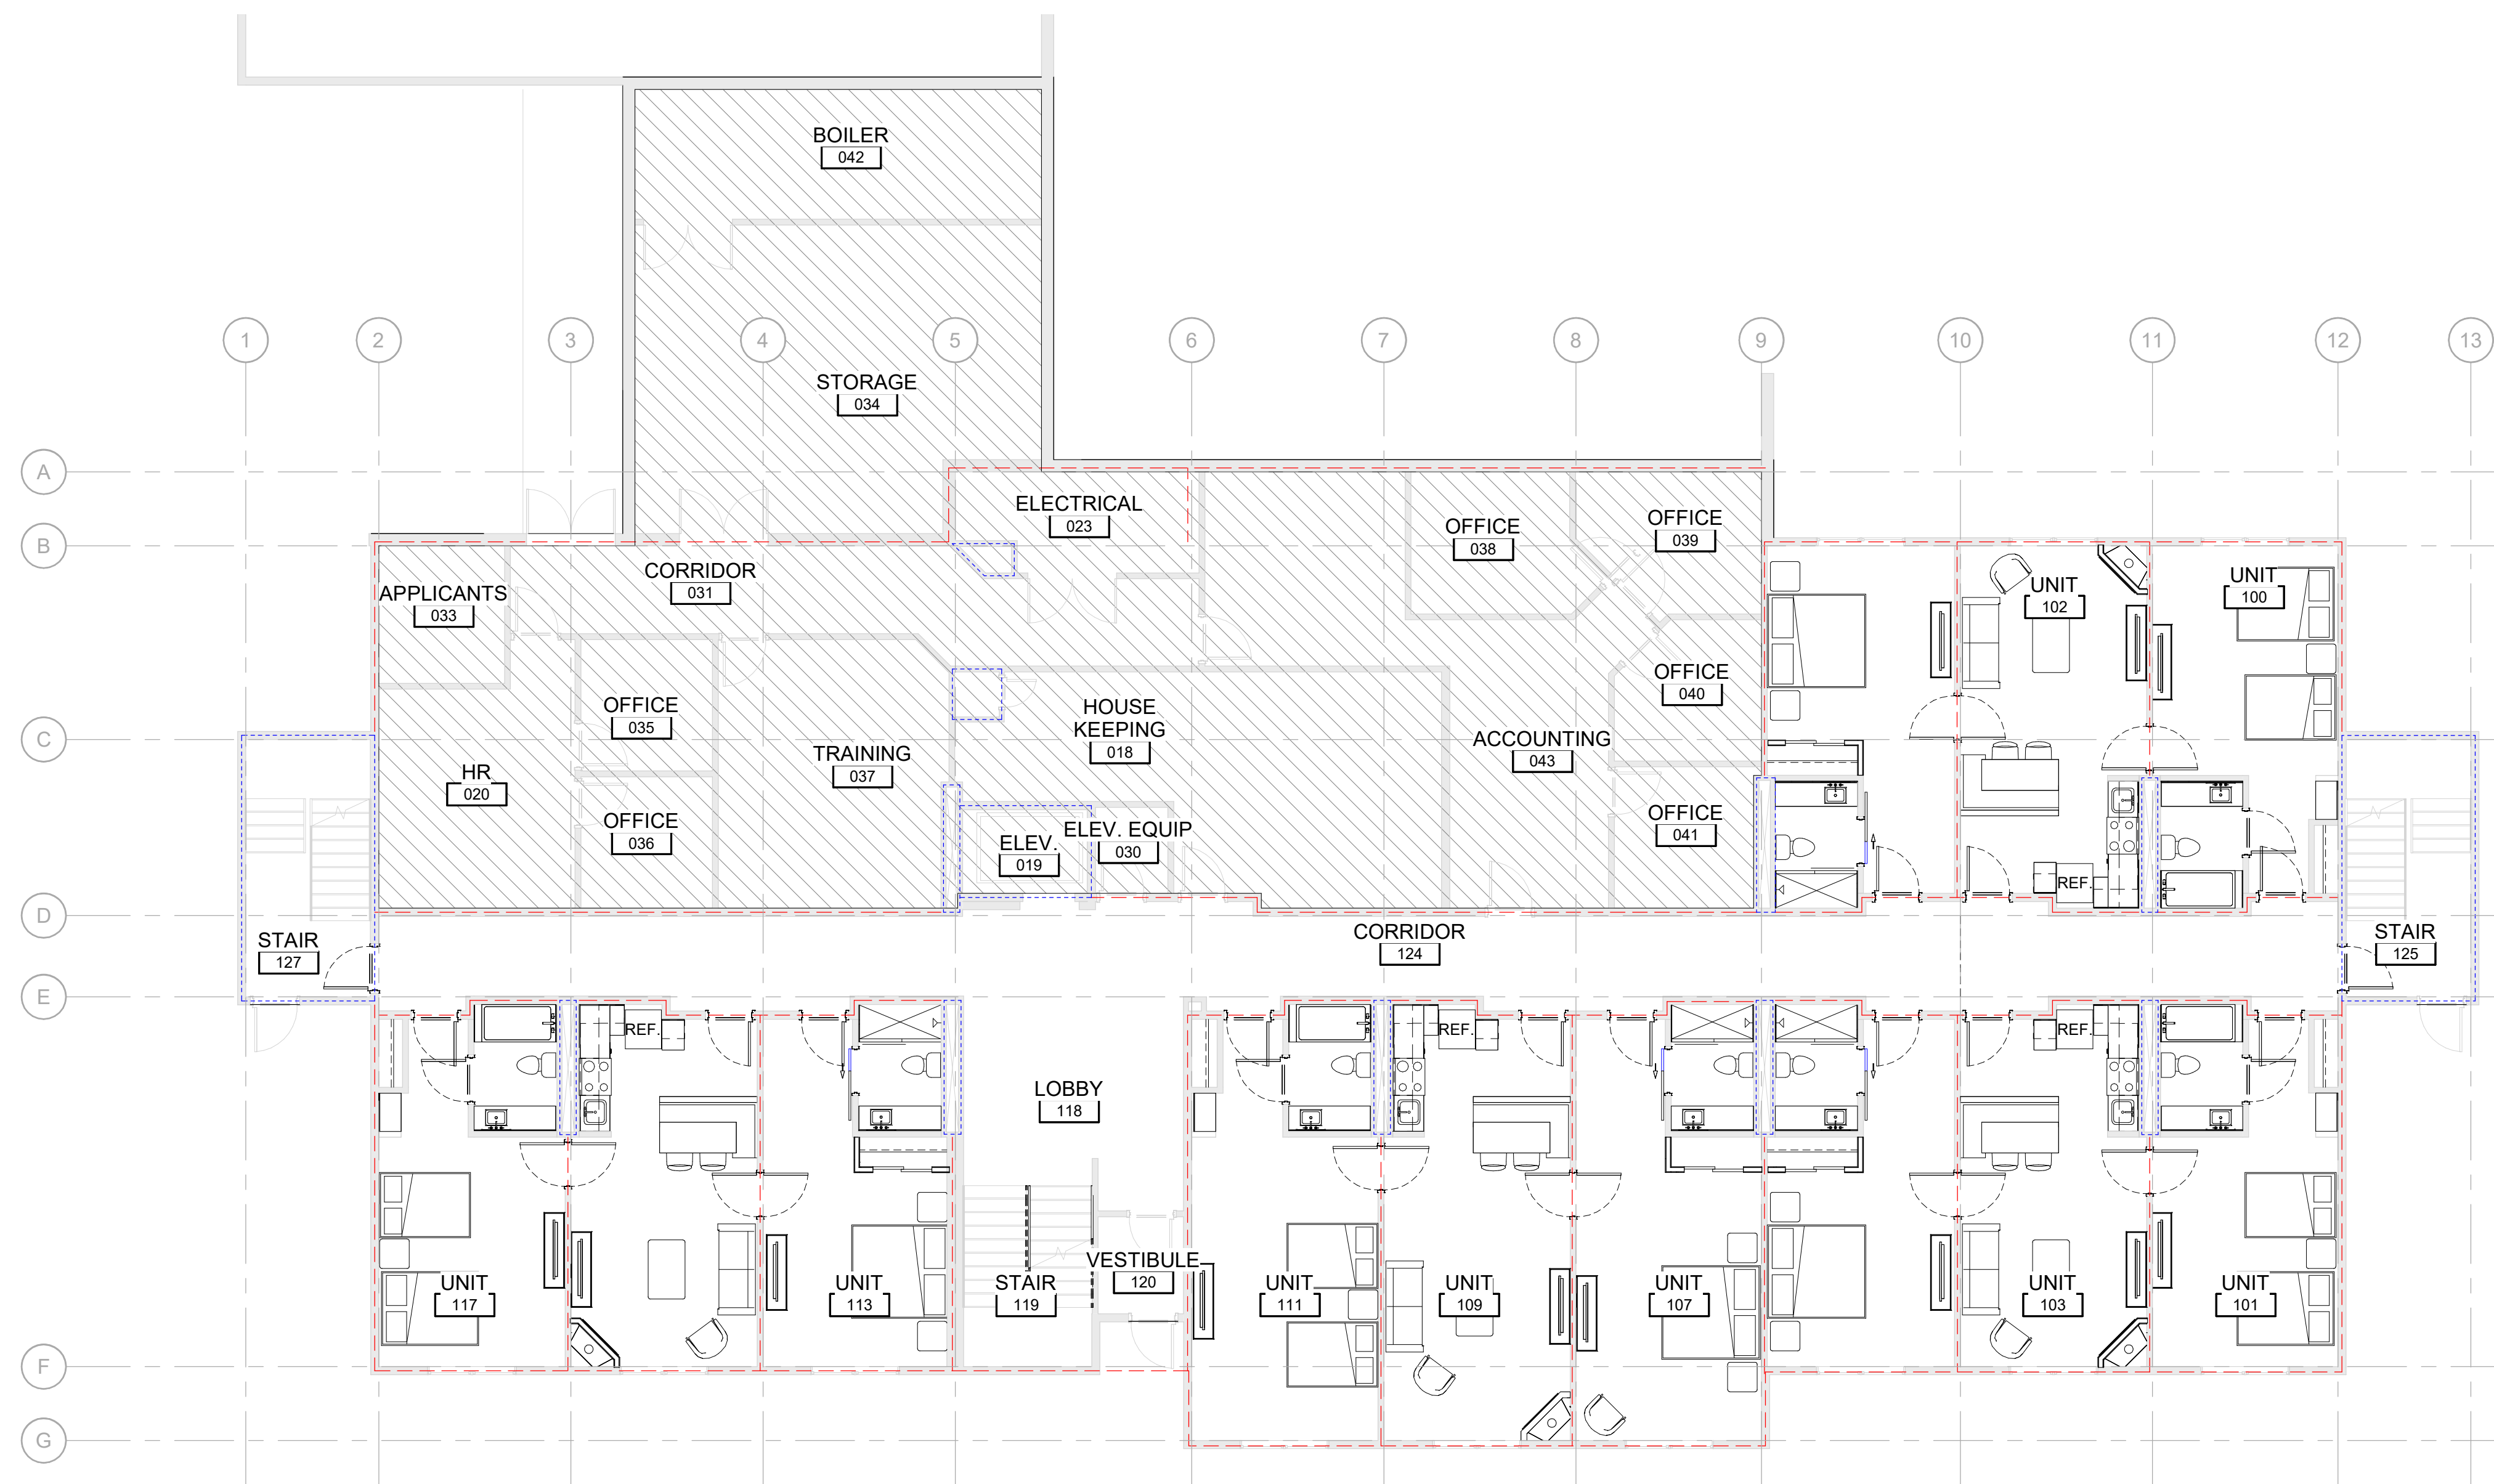 BOILER
042
1
2
3
4
5
6
7
8
9
10
11
12
13
STORAGE
034
A
ELECTRICAL
023
OFFICE
038
OFFICE
039
B
CORRIDOR
031
APPLICANTS
033
UNIT
102
UNIT
100
OFFICE
035
HOUSE
KEEPING
018
OFFICE
040
C
HR
020
TRAINING
037
ACCOUNTING
043
OFFICE
036
ELEV.
019
ELEV. EQUIP
030
OFFICE
041
REF.
D
STAIR
127
CORRIDOR
124
STAIR
125
E
REF.
REF.
REF.
LOBBY
118
VESTIBULE
120
UNIT
117
UNIT
113
STAIR
119
UNIT
111
UNIT
109
UNIT
107
UNIT
103
UNIT
101
F
G